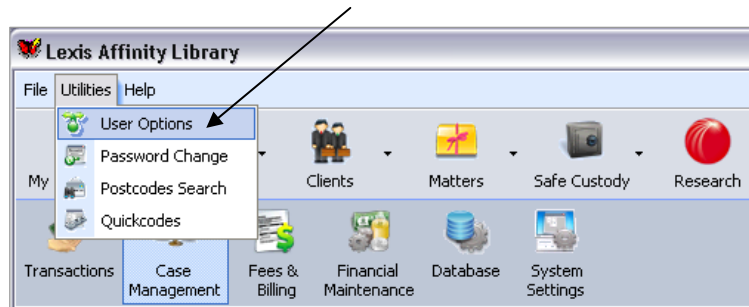 Lexis Affinity Library
File Utilities Help
User Options
Password Change
Postcodes Search
Quickcodes
My
Clients
Matters
Safe Custody
Research
Transactions
Case
Management
Fees &
Billing
Financial
Maintenance
Database
System
Settings